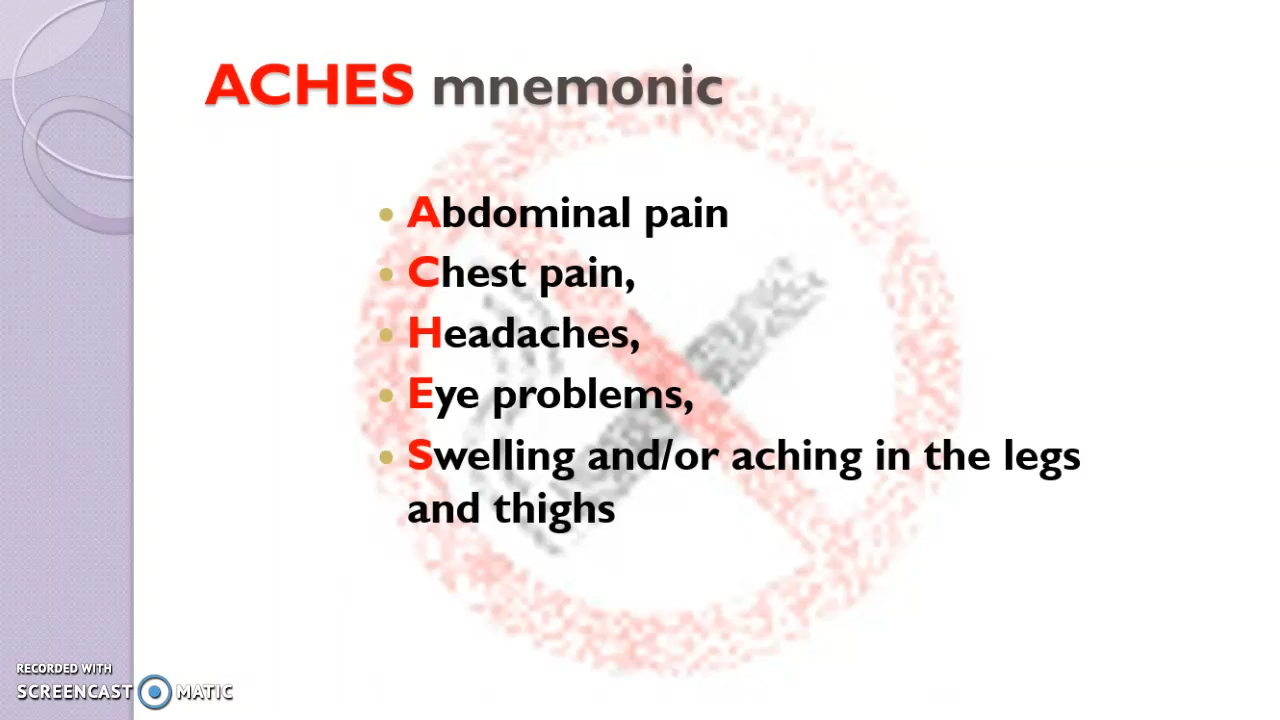 ACHES mnemonic
• Abdominal pain
• Chest pain,
• Headaches,
• Eye problems,
• Swelling and/or aching in the legs
and thighs
RECORDED WITH
SCREENCAST MATIC